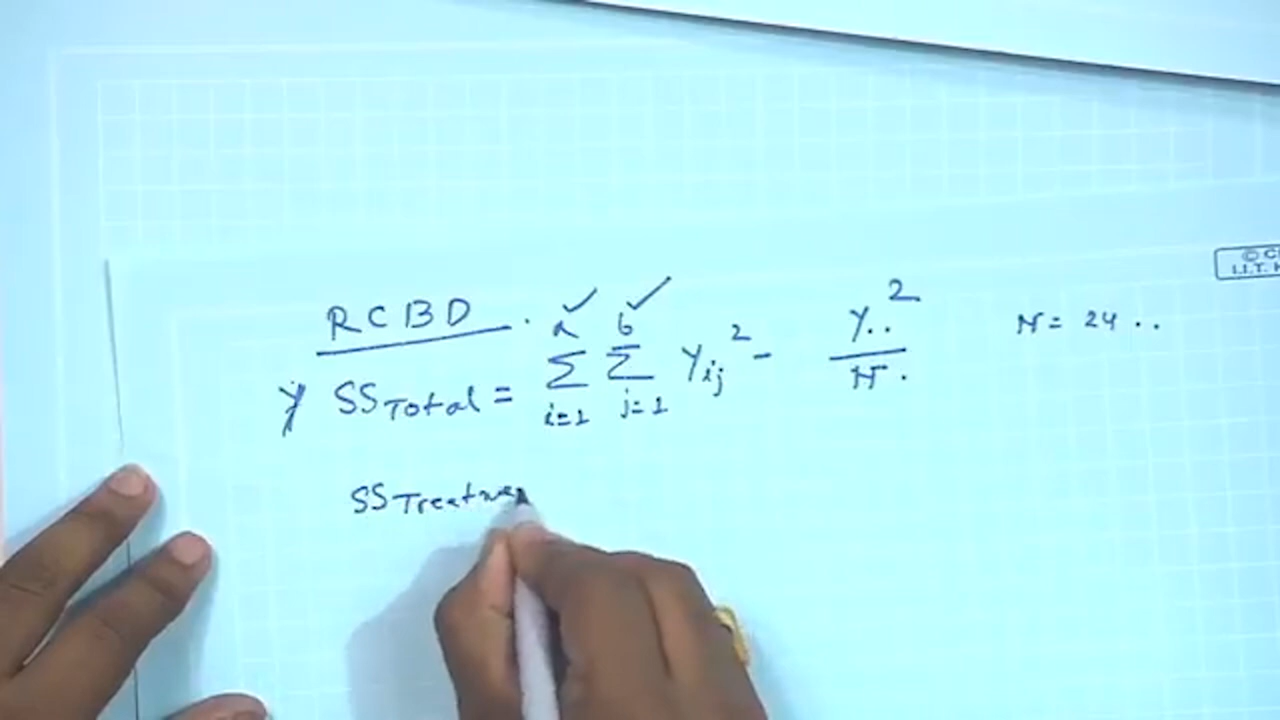 RCBD .
y SSTotal = a∑i=1 b∑j=1 yij² - y..² / N. N = 24 ..
SSTreatme
© C
I.I.T.